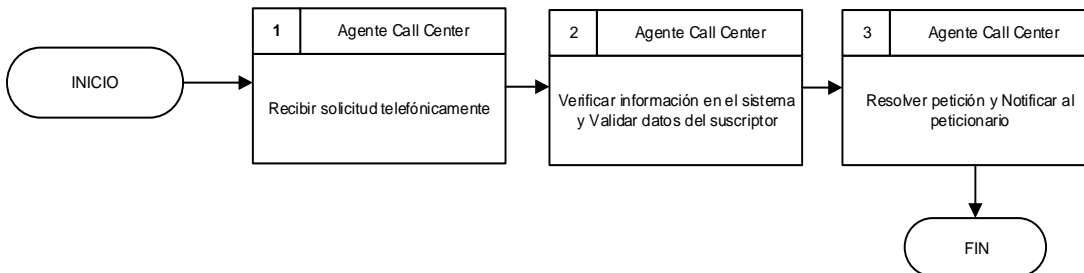 1 Agente Call Center
2 Agente Call Center
3 Agente Call Center
INICIO
Recibir solicitud telefónicamente
Verificar información en el sistema
y Validar datos del suscriptor
Resolver petición y Notificar al
peticionario
FIN